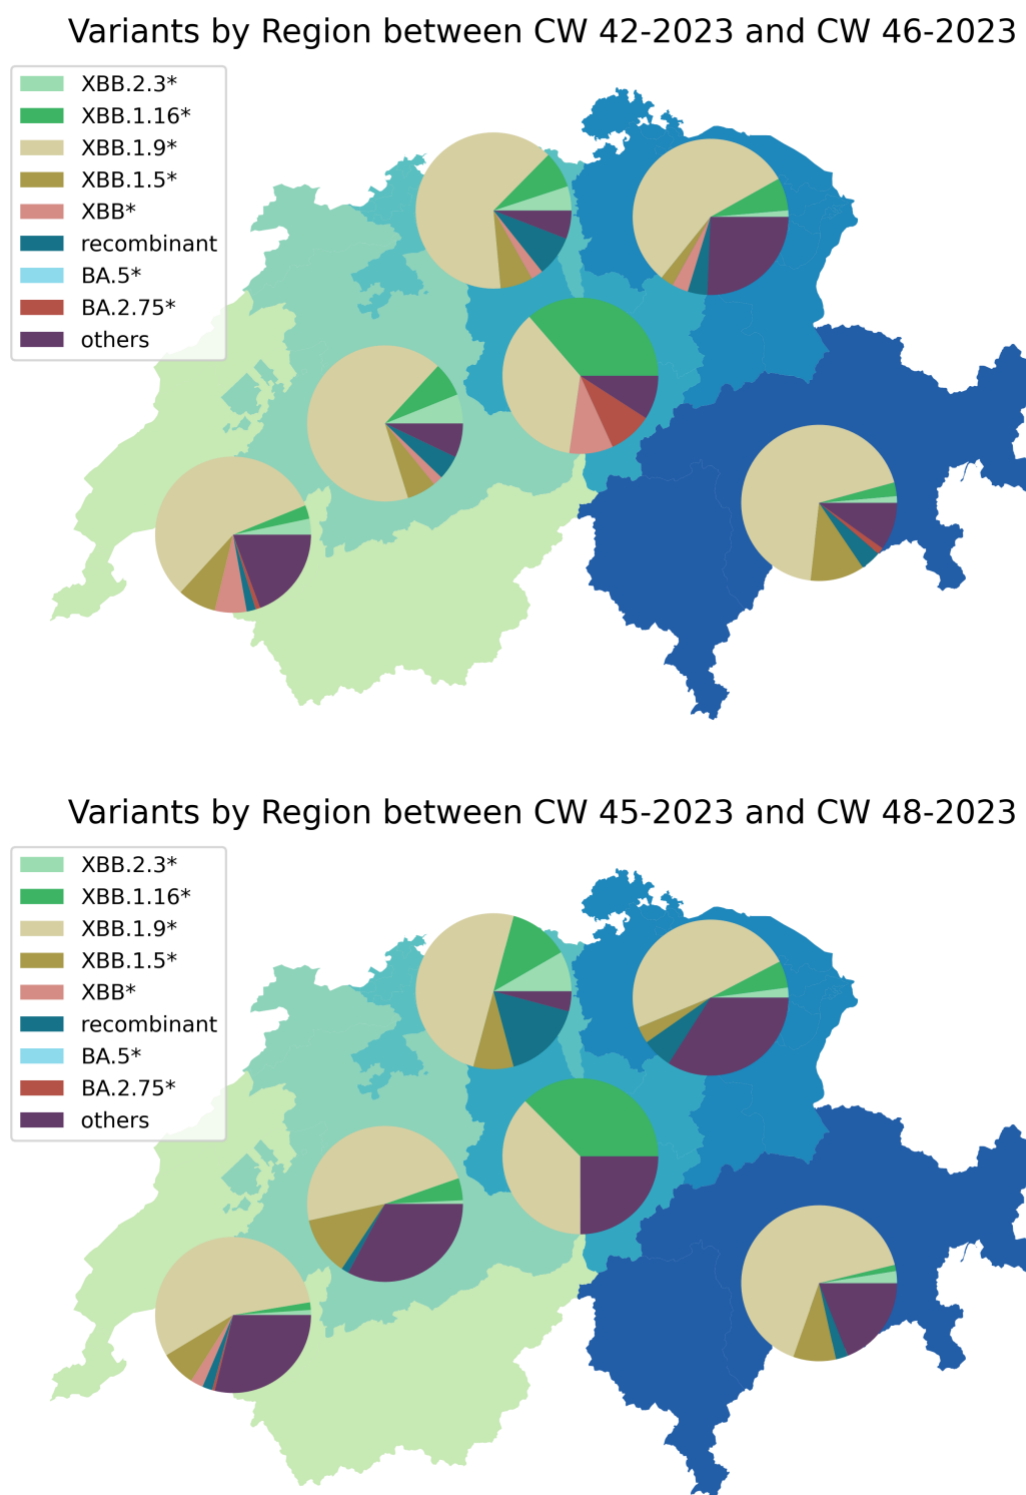 Variants by Region between CW 42-2023 and CW 46-2023
XBB.2.3*
XBB.1.16*
XBB.1.9*
XBB.1.5*
XBB*
recombinant
BA.5*
BA.2.75*
others
Variants by Region between CW 45-2023 and CW 48-2023
XBB.2.3*
XBB.1.16*
XBB.1.9*
XBB.1.5*
XBB*
recombinant
BA.5*
BA.2.75*
others